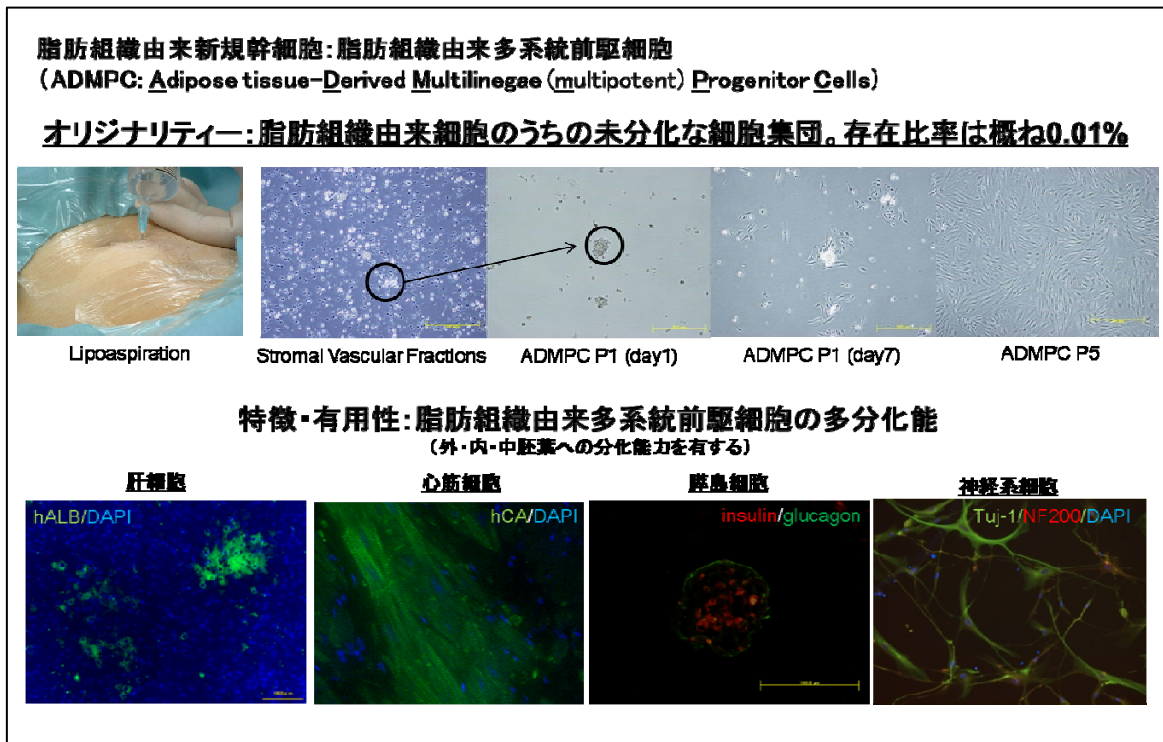 脂肪組織由来新規幹細胞：脂肪組織由来多系統前駆細胞
（ADMPC: Adipose tissue-Derived Multilinegae (multipotent) Progenitor Cells）
オリジナリティー：脂肪組織由来細胞のうちの未分化な細胞集団。存在比率は概ね0.01%
Lipoaspiration
Stromal Vascular Fractions
ADMPC P1 (day1)
ADMPC P1 (day7)
ADMPC P5
特徴・有用性：脂肪組織由来多系統前駆細胞の多分化能
（外・内・中胚葉への分化能力を有する）
肝細胞
心筋細胞
膵島細胞
神経系細胞
hALB/DAPI
hCA/DAPI
insulin/glucagon
Tuj-1/NF200/DAPI